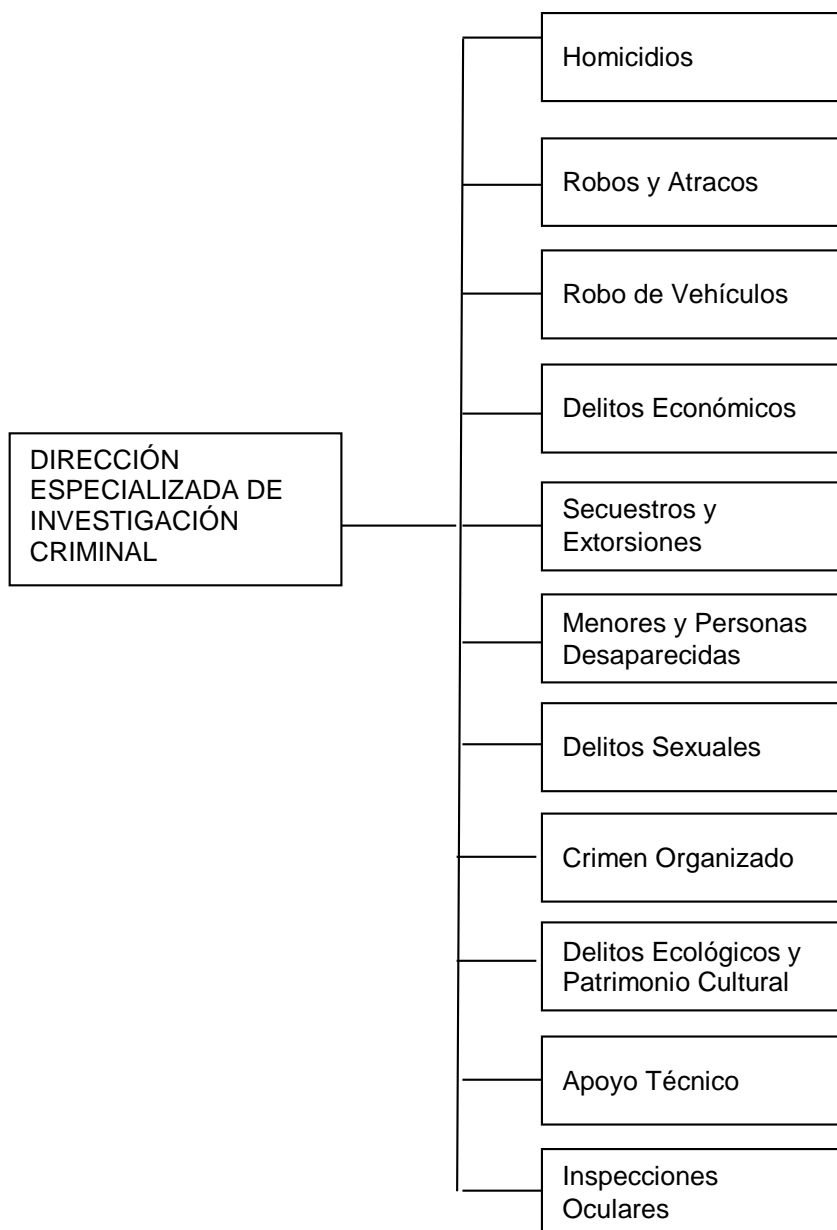 Homicidios
Robos y Atracos
Robo de Vehículos
Delitos Económicos
DIRECCIÓN
ESPECIALIZADA DE
INVESTIGACIÓN
CRIMINAL
Secuestros y
Extorsiones
Menores y Personas
Desaparecidas
Delitos Sexuales
Crimen Organizado
Delitos Ecológicos y
Patrimonio Cultural
Apoyo Técnico
Inspecciones
Oculares